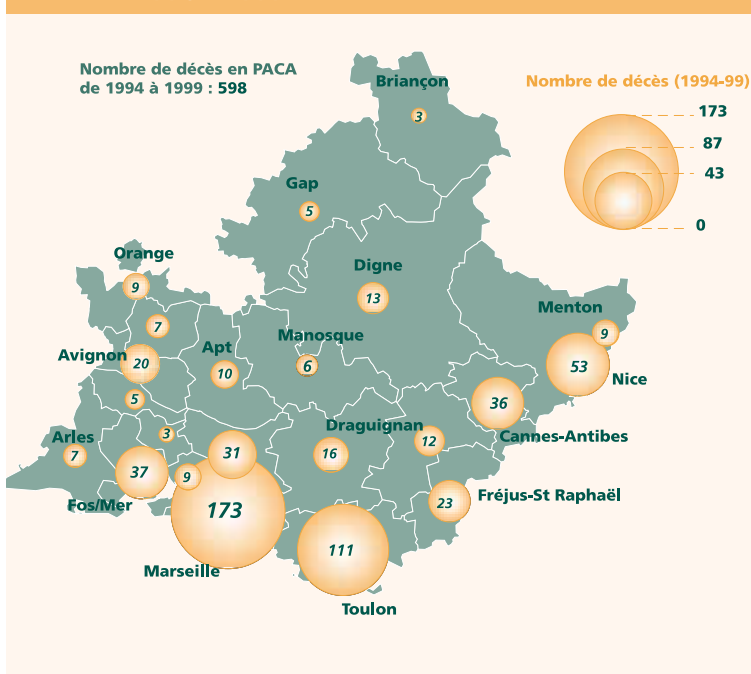 Nombre de décès en PACA
de 1994 à 1999 : 598
Nombre de décès (1994-99)
173
87
43
0
Briançon
3
Gap
5
Orange
9
Digne
13
7
Menton
9
Avignon
20
Apt
10
Manosque
6
53
Nice
5
36
Cannes-Antibes
Arles
7
3
31
Draguignan
16
12
37
9
Fos/Mer
173
23
Fréjus-St Raphaël
Marseille
111
Toulon